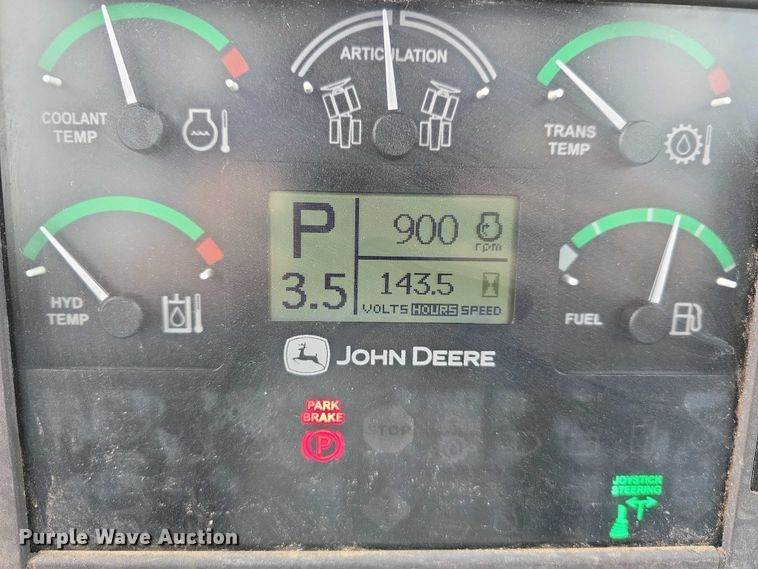 ARTICULATION
COOLANT
TEMP
TRANS
TEMP
P
900
rpm
3.5
143.5
VOLTS HOURS SPEED
HYD
TEMP
FUEL
JOHN DEERE
PARK
BRAKE
P
STOP
JOYSTICK
STEERING
Purple Wave Auction